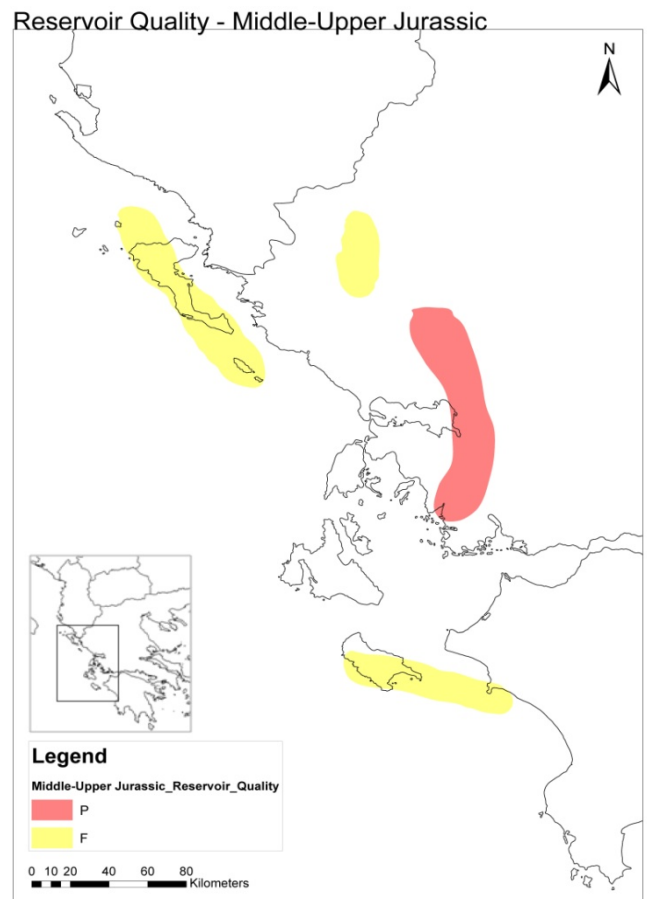 Reservoir Quality - Middle-Upper Jurassic
N
Legend
Middle-Upper Jurassic_Reservoir_Quality
P
F
0 10 20 40 60 80
Kilometers